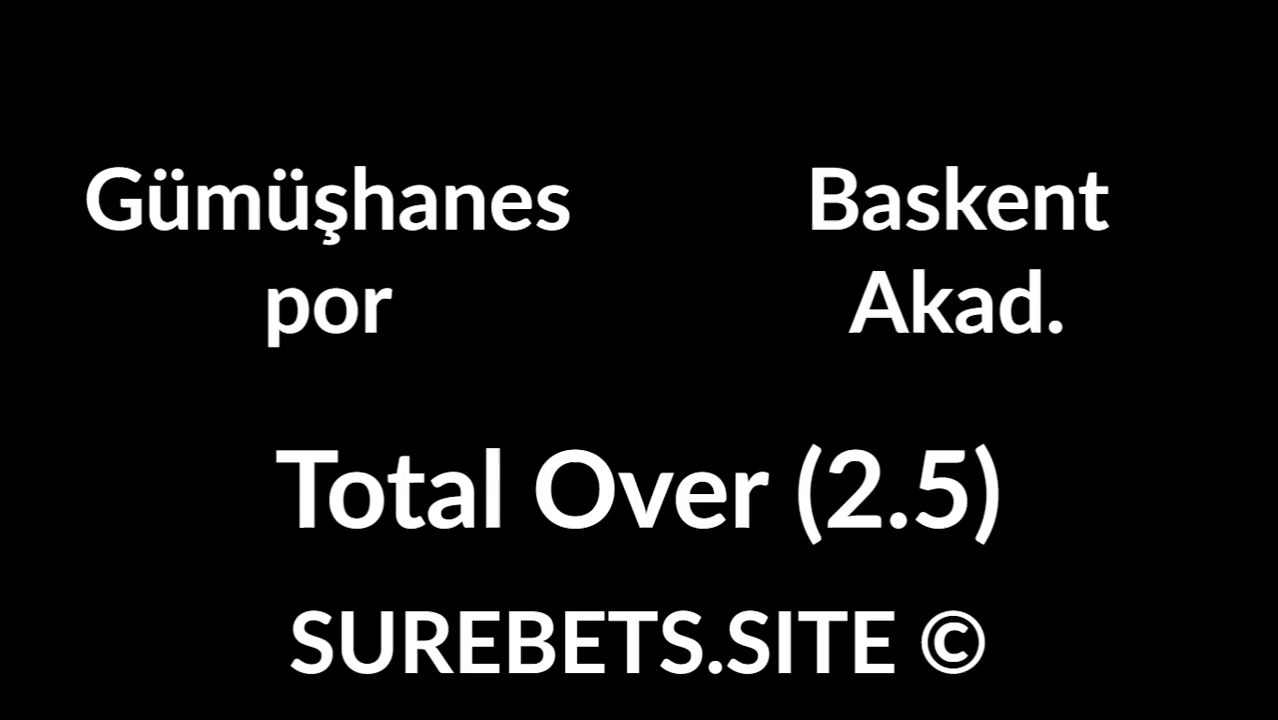 Gümüşhanes
por
Baskent
Akad.
Total Over (2.5)
SUREBETS.SITE ©